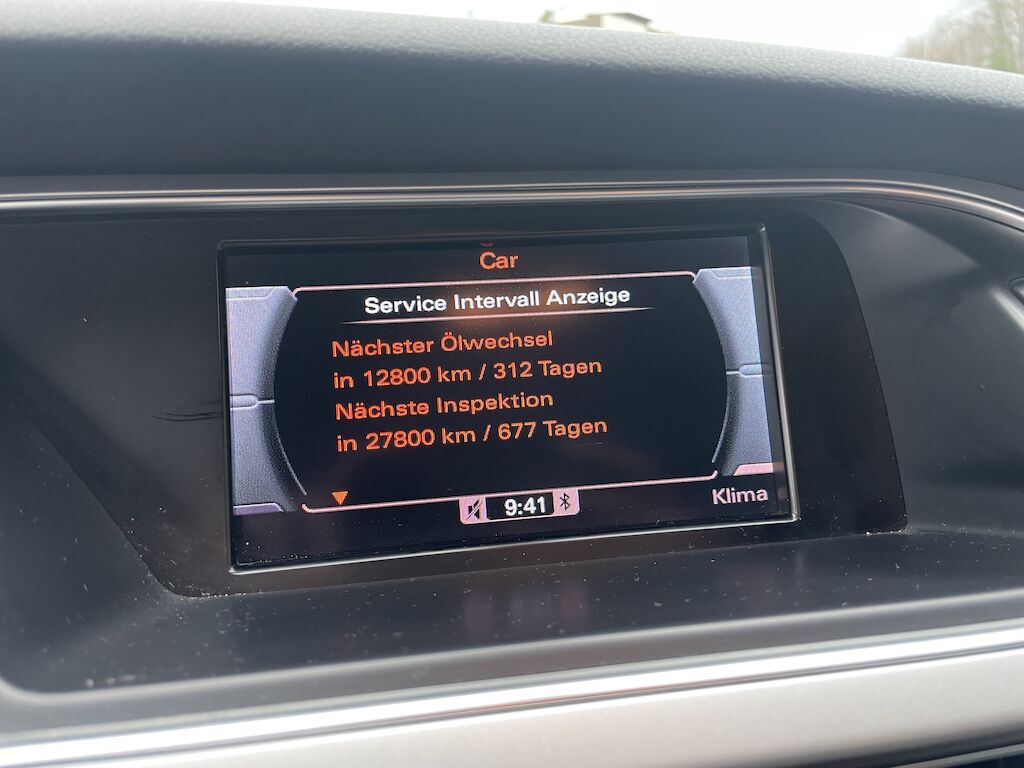 Car
Service Intervall Anzeige
Nächster Ölwechsel
in 12800 km / 312 Tagen
Nächste Inspektion
in 27800 km / 677 Tagen
9:41
Klima